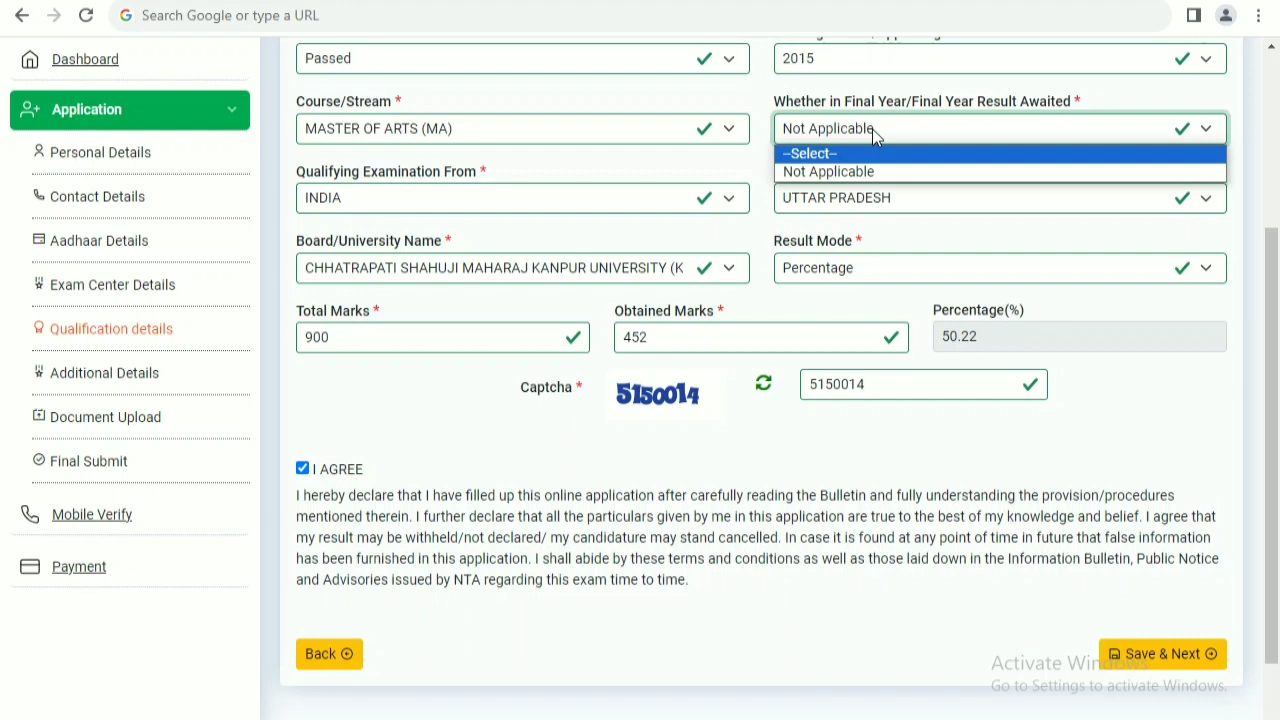 Search Google or type a URL
Dashboard
Application
Personal Details
Contact Details
Aadhaar Details
Exam Center Details
Qualification details
Additional Details
Document Upload
Final Submit
Mobile Verify
Payment
Passed
2015
Course/Stream *
MASTER OF ARTS (MA)
Whether in Final Year/Final Year Result Awaited *
Not Applicable
--Select--
Not Applicable
Qualifying Examination From *
INDIA
UTTAR PRADESH
Board/University Name *
CHHATRAPATI SHAHUJI MAHARAJ KANPUR UNIVERSITY (K
Result Mode *
Percentage
Total Marks *
900
Obtained Marks *
452
Percentage(%)
50.22
Captcha *
5150014
5150014
I AGREE
I hereby declare that I have filled up this online application after carefully reading the Bulletin and fully understanding the provision/procedures
mentioned therein. I further declare that all the particulars given by me in this application are true to the best of my knowledge and belief. I agree that
my result may be withheld/not declared/ my candidature may stand cancelled. In case it is found at any point of time in future that false information
has been furnished in this application. I shall abide by these terms and conditions as well as those laid down in the Information Bulletin, Public Notice
and Advisories issued by NTA regarding this exam time to time.
Back
Save & Next
Activate Windows
Go to Settings to activate Windows.